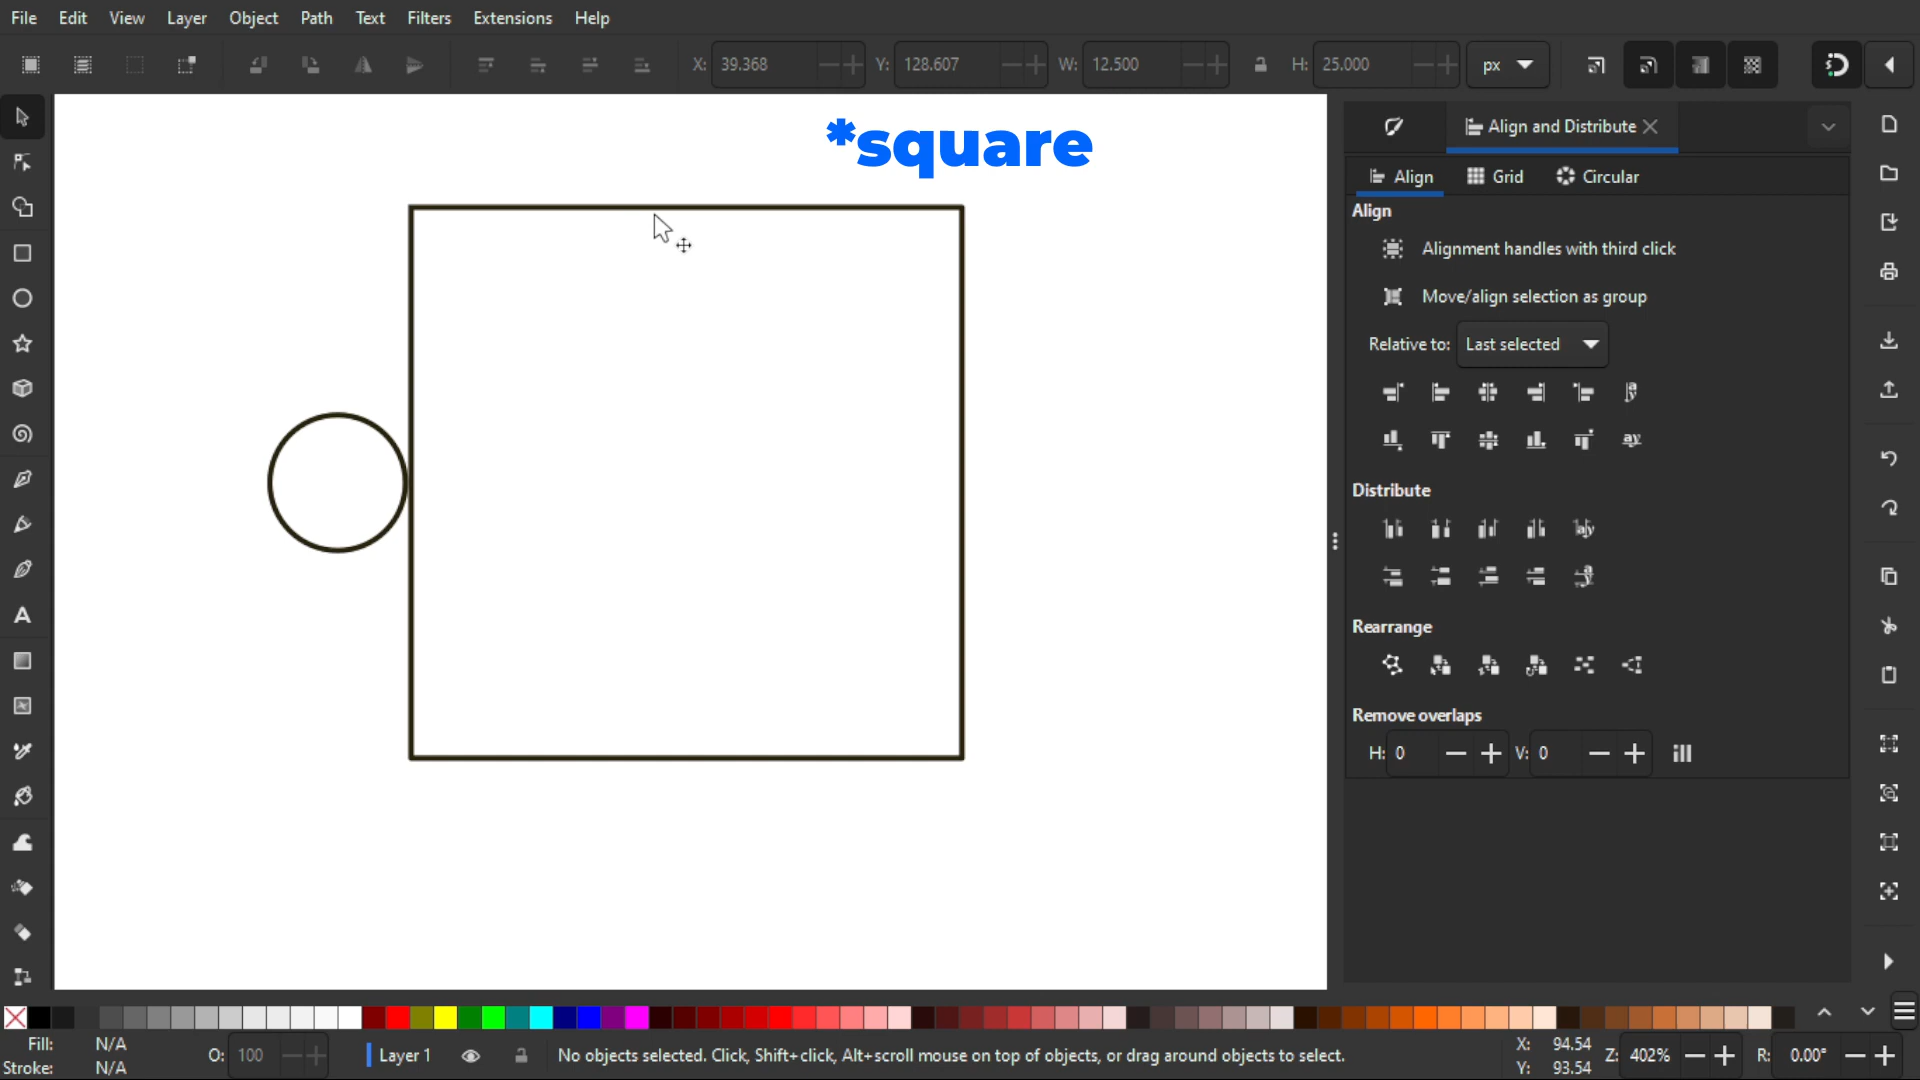 File Edit View Layer Object Path Text Filters Extensions Help
X: 39.368 Y: 128.607 W: 12.500 H: 25.000 px
*square
Align and Distribute
Align Grid Circular
Align
Alignment handles with third click
Move/align selection as group
Relative to: Last selected
Distribute
Rearrange
Remove overlaps
H: 0 V: 0
Fill: N/A
Stroke: N/A
O: 100
Layer 1
No objects selected. Click, Shift+click, Alt+scroll mouse on top of objects, or drag around objects to select.
X: 94.54
Y: 93.54
Z: 402%
R: 0.00°